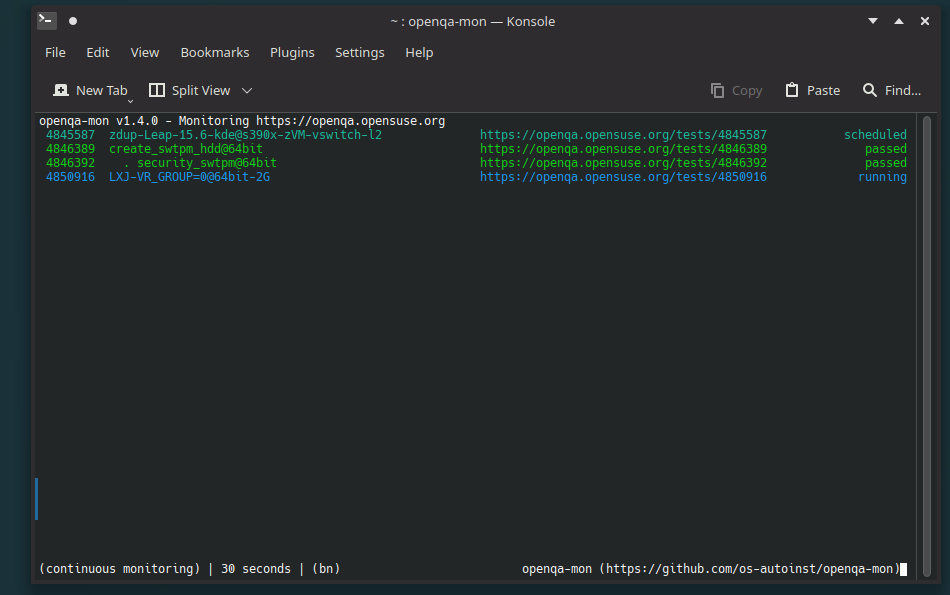 ~ : openqa-mon — Konsole
File Edit View Bookmarks Plugins Settings Help
New Tab Split View Copy Paste Find...
openqa-mon v1.4.0 - Monitoring https://openqa.opensuse.org
4845587 zdup-Leap-15.6-kde@s390x-zVM-vswitch-l2 https://openqa.opensuse.org/tests/4845587 scheduled
4846389 create_swtpm_hdd@64bit https://openqa.opensuse.org/tests/4846389 passed
4846392 . security_swtpm@64bit https://openqa.opensuse.org/tests/4846392 passed
4850916 LXJ-VR_GROUP=0@64bit-2G https://openqa.opensuse.org/tests/4850916 running
(continuous monitoring) | 30 seconds | (bn) openqa-mon (https://github.com/os-autoinst/openqa-mon)